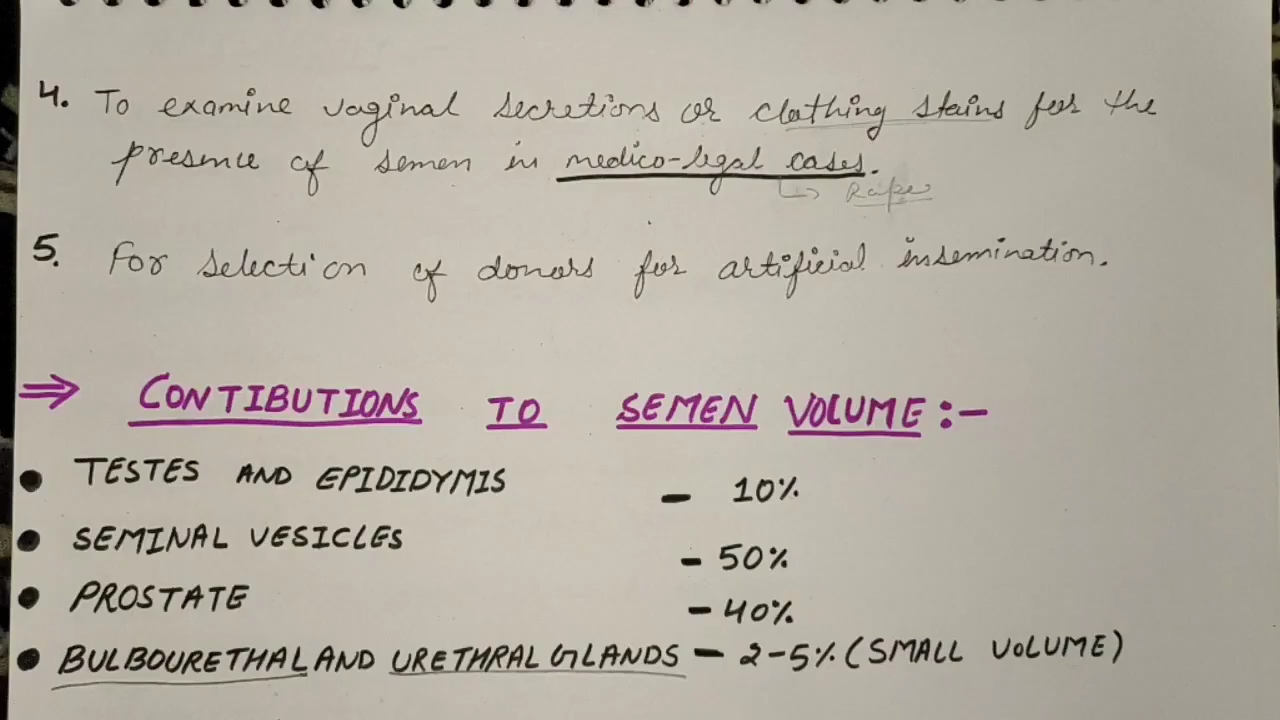 4. To examine vaginal secretions or clothing stains for the
presence of semen in medico-legal cases.
↳ Rape
5. For selection of donors for artificial insemination.
⇒ CONTIBUTIONS TO SEMEN VOLUME:-
• TESTES AND EPIDIDYMIS - 10%
• SEMINAL VESICLES - 50%
• PROSTATE - 40%
• BULBOURETHAL AND URETHRAL GLANDS - 2-5% (SMALL VOLUME)